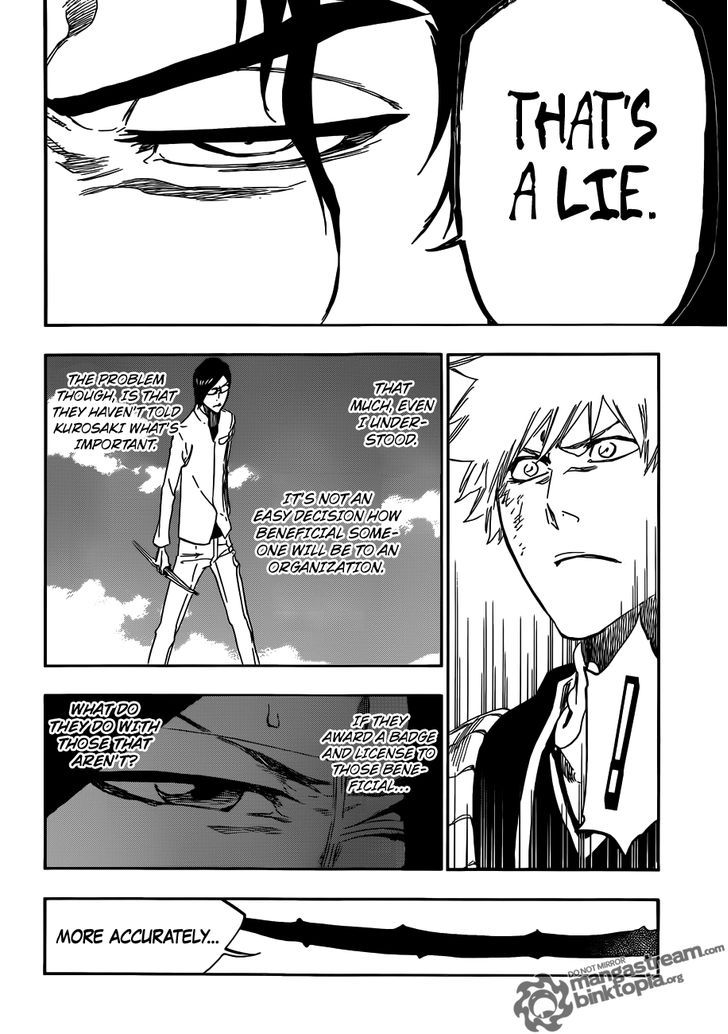 THAT'S
A LIE.
THAT
MUCH, EVEN
I UNDER-
STOOD.
IT'S NOT AN
EASY DECISION HOW
BENEFICIAL SOME-
ONE WILL BE TO AN
ORGANIZATION.
THE PROBLEM
THOUGH, IS THAT
THEY HAVEN'T TOLD
KUROSAKI WHAT'S
IMPORTANT.
IF THEY
AWARD A BADGE
AND LICENSE TO
THOSE BENE-
FICIAL...
WHAT DO
THEY DO WITH
THOSE THAT
AREN'T?
MORE ACCURATELY...
DO NOT MIRROR
mangastream.com
binktopia.org